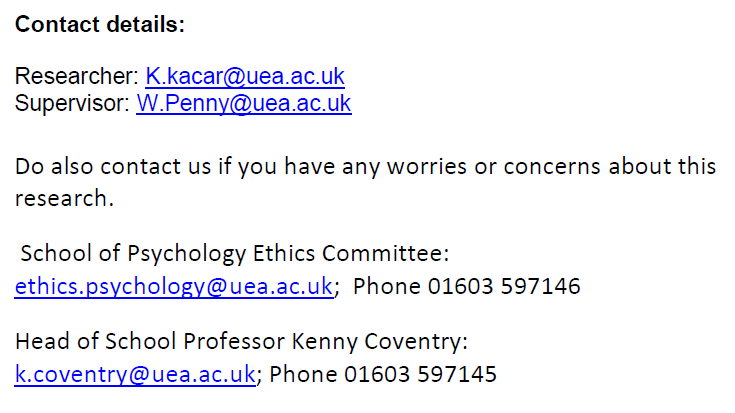 Contact details:
Researcher: K.kacar@uea.ac.uk
Supervisor: W.Penny@uea.ac.uk
Do also contact us if you have any worries or concerns about this
research.
School of Psychology Ethics Committee:
ethics.psychology@uea.ac.uk;  Phone 01603 597146
Head of School Professor Kenny Coventry:
k.coventry@uea.ac.uk; Phone 01603 597145